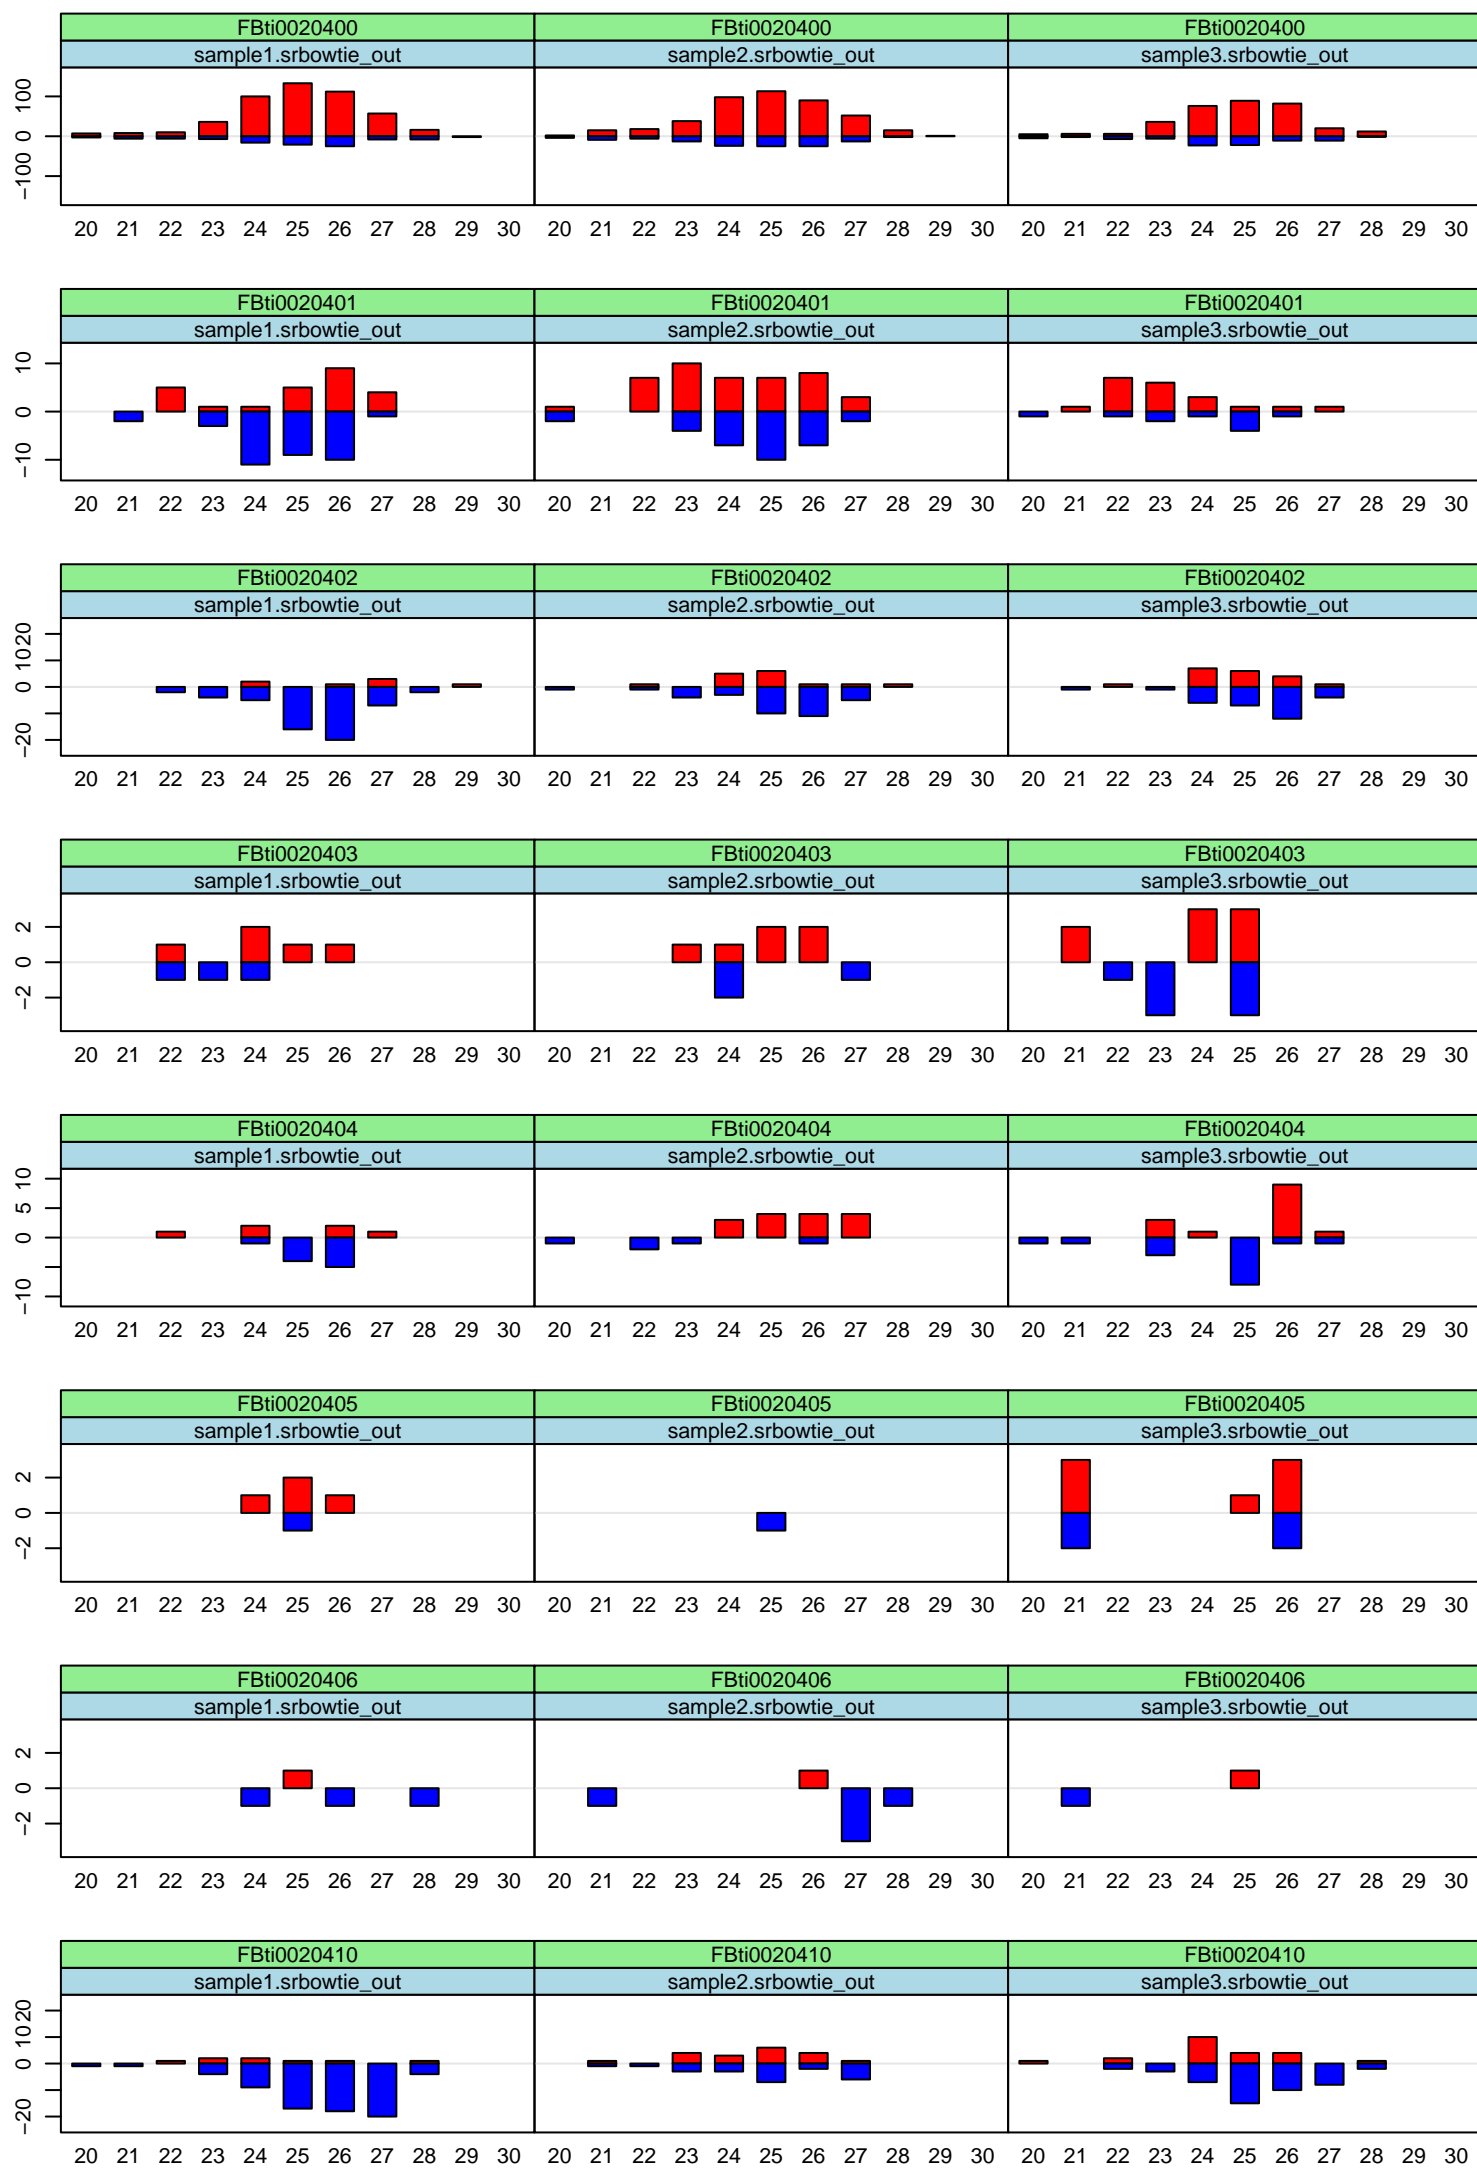 FBti0020400 FBti0020400 FBti0020400
sample1.srbowtie_out sample2.srbowtie_out sample3.srbowtie_out
100
0
−100
20 21 22 23 24 25 26 27 28 29 30 20 21 22 23 24 25 26 27 28 29 30 20 21 22 23 24 25 26 27 28 29 30
FBti0020401 FBti0020401 FBti0020401
sample1.srbowtie_out sample2.srbowtie_out sample3.srbowtie_out
10
0
−10
20 21 22 23 24 25 26 27 28 29 30 20 21 22 23 24 25 26 27 28 29 30 20 21 22 23 24 25 26 27 28 29 30
FBti0020402 FBti0020402 FBti0020402
sample1.srbowtie_out sample2.srbowtie_out sample3.srbowtie_out
20
10
0
−20
20 21 22 23 24 25 26 27 28 29 30 20 21 22 23 24 25 26 27 28 29 30 20 21 22 23 24 25 26 27 28 29 30
FBti0020403 FBti0020403 FBti0020403
sample1.srbowtie_out sample2.srbowtie_out sample3.srbowtie_out
2
0
−2
20 21 22 23 24 25 26 27 28 29 30 20 21 22 23 24 25 26 27 28 29 30 20 21 22 23 24 25 26 27 28 29 30
FBti0020404 FBti0020404 FBti0020404
sample1.srbowtie_out sample2.srbowtie_out sample3.srbowtie_out
10
5
0
−10
20 21 22 23 24 25 26 27 28 29 30 20 21 22 23 24 25 26 27 28 29 30 20 21 22 23 24 25 26 27 28 29 30
FBti0020405 FBti0020405 FBti0020405
sample1.srbowtie_out sample2.srbowtie_out sample3.srbowtie_out
2
0
−2
20 21 22 23 24 25 26 27 28 29 30 20 21 22 23 24 25 26 27 28 29 30 20 21 22 23 24 25 26 27 28 29 30
FBti0020406 FBti0020406 FBti0020406
sample1.srbowtie_out sample2.srbowtie_out sample3.srbowtie_out
2
0
−2
20 21 22 23 24 25 26 27 28 29 30 20 21 22 23 24 25 26 27 28 29 30 20 21 22 23 24 25 26 27 28 29 30
FBti0020410 FBti0020410 FBti0020410
sample1.srbowtie_out sample2.srbowtie_out sample3.srbowtie_out
20
10
0
−20
20 21 22 23 24 25 26 27 28 29 30 20 21 22 23 24 25 26 27 28 29 30 20 21 22 23 24 25 26 27 28 29 30